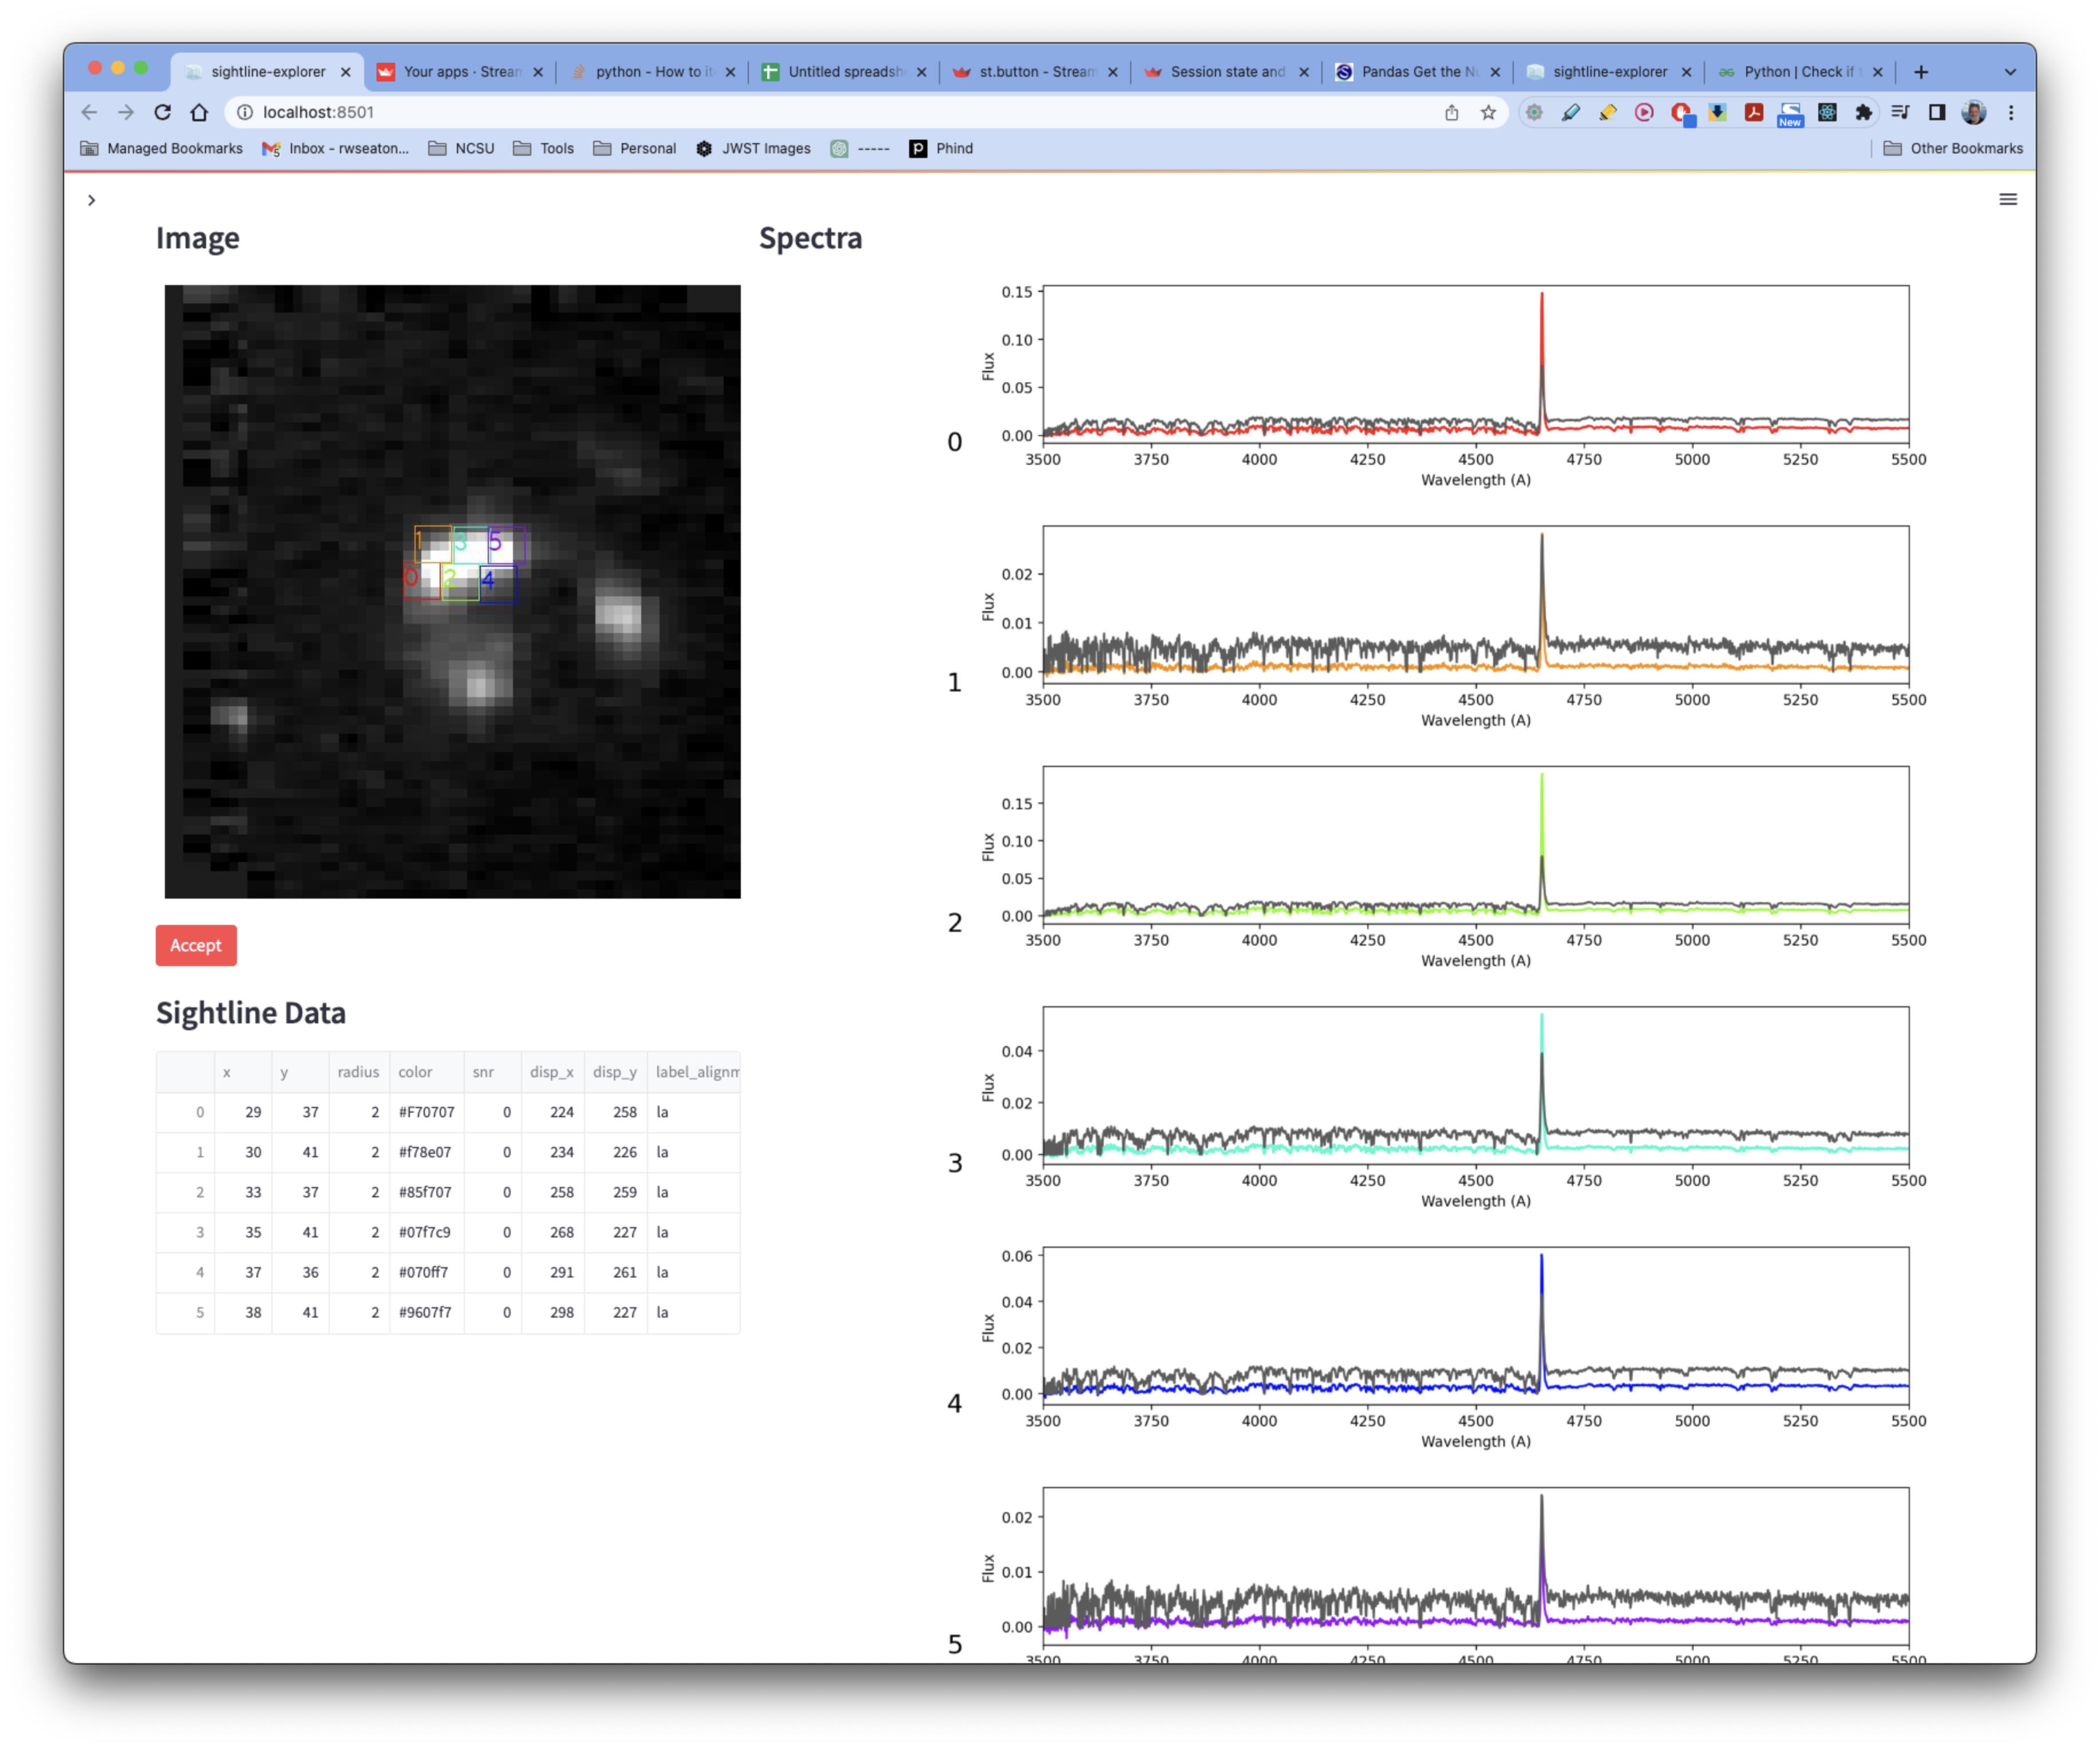 sightline-explorer
Your apps · Stream
python - How to it
Untitled spreadsh
st.button - Stream
Session state and
Pandas Get the Nu
sightline-explorer
Python | Check if
localhost:8501
New
Managed Bookmarks
Inbox - rwseaton...
NCSU
Tools
Personal
JWST Images
-----
Phind
Other Bookmarks
Image
1 3 5
0 2 4
Accept
Sightline Data
x y radius color snr disp_x disp_y label_alignm
0 29 37 2 #F70707 0 224 258 la
1 30 41 2 #f78e07 0 234 226 la
2 33 37 2 #85f707 0 258 259 la
3 35 41 2 #07f7c9 0 268 227 la
4 37 36 2 #070ff7 0 291 261 la
5 38 41 2 #9607f7 0 298 227 la
Spectra
0.15
0.10
0.05
0.00
Flux
0
3500 3750 4000 4250 4500 4750 5000 5250 5500
Wavelength (A)
0.02
0.01
0.00
Flux
1
3500 3750 4000 4250 4500 4750 5000 5250 5500
Wavelength (A)
0.15
0.10
0.05
0.00
Flux
2
3500 3750 4000 4250 4500 4750 5000 5250 5500
Wavelength (A)
0.04
0.02
0.00
Flux
3
3500 3750 4000 4250 4500 4750 5000 5250 5500
Wavelength (A)
0.06
0.04
0.02
0.00
Flux
4
3500 3750 4000 4250 4500 4750 5000 5250 5500
Wavelength (A)
0.02
0.01
0.00
Flux
5
3500 3750 4000 4250 4500 4750 5000 5250 5500